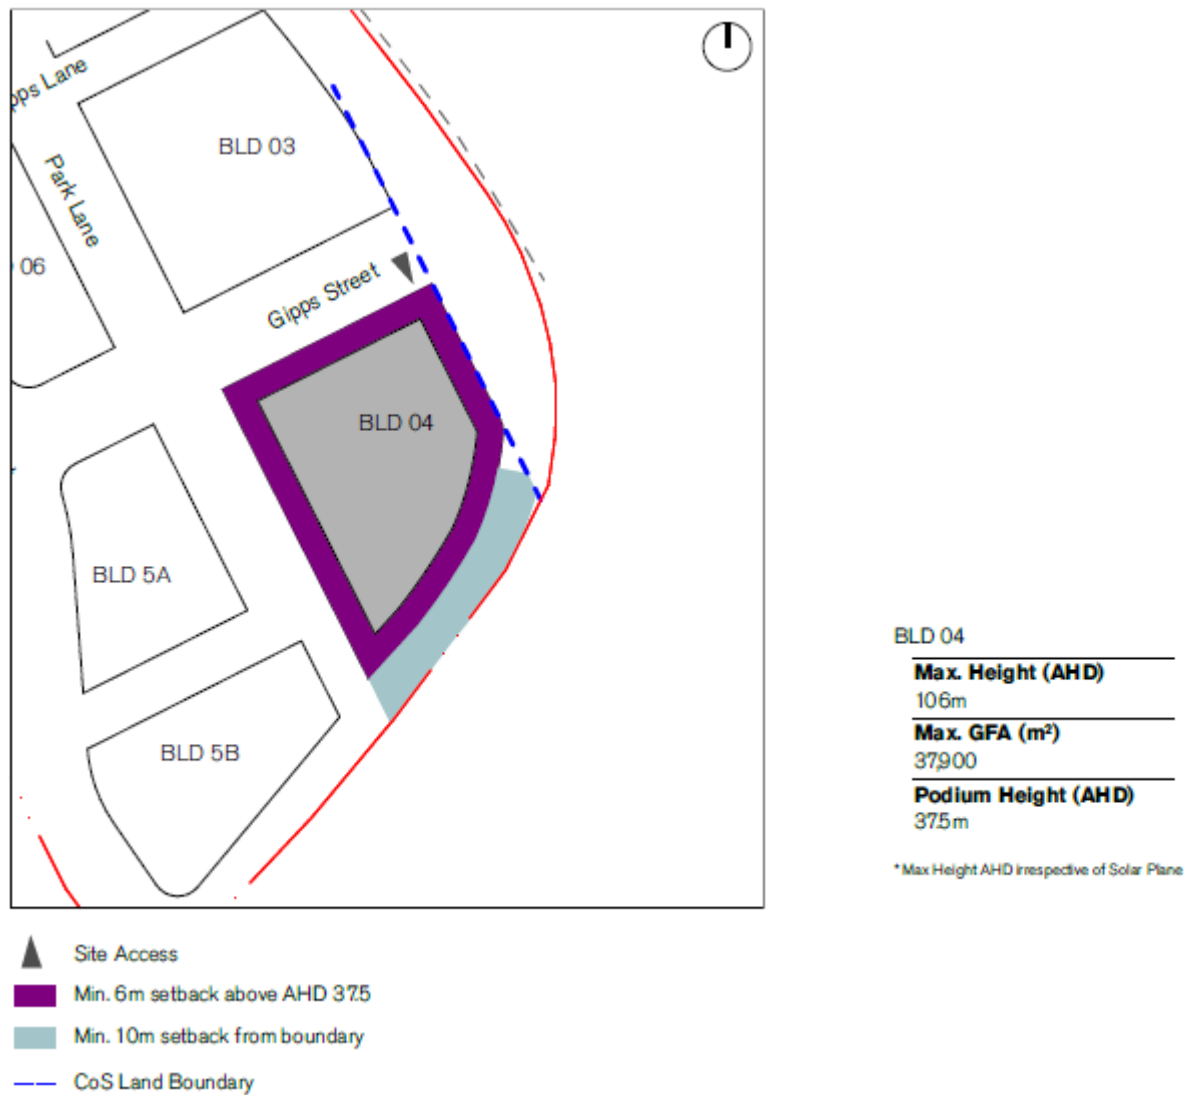 pps Lane
BLD 03
Park Lane
06
Gipps Street
BLD 04
BLD 5A
BLD 5B
BLD 04
Max. Height (AHD)
106m
Max. GFA (m²)
37,900
Podium Height (AHD)
37.5m
*Max Height AHD irrespective of Solar Plane
Site Access
Min. 6m setback above AHD 37.5
Min. 10m setback from boundary
CoS Land Boundary